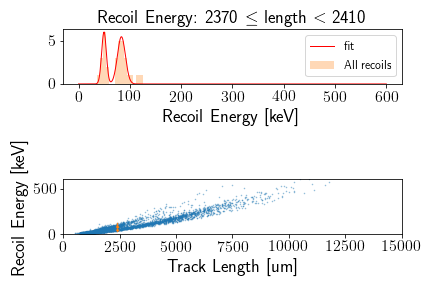 Recoil Energy: 2370 ≤ length < 2410
5
0
fit
All recoils
0 100 200 300 400 500 600
Recoil Energy [keV]
Recoil Energy [keV]
500
0
0 2500 5000 7500 10000 12500 15000
Track Length [um]